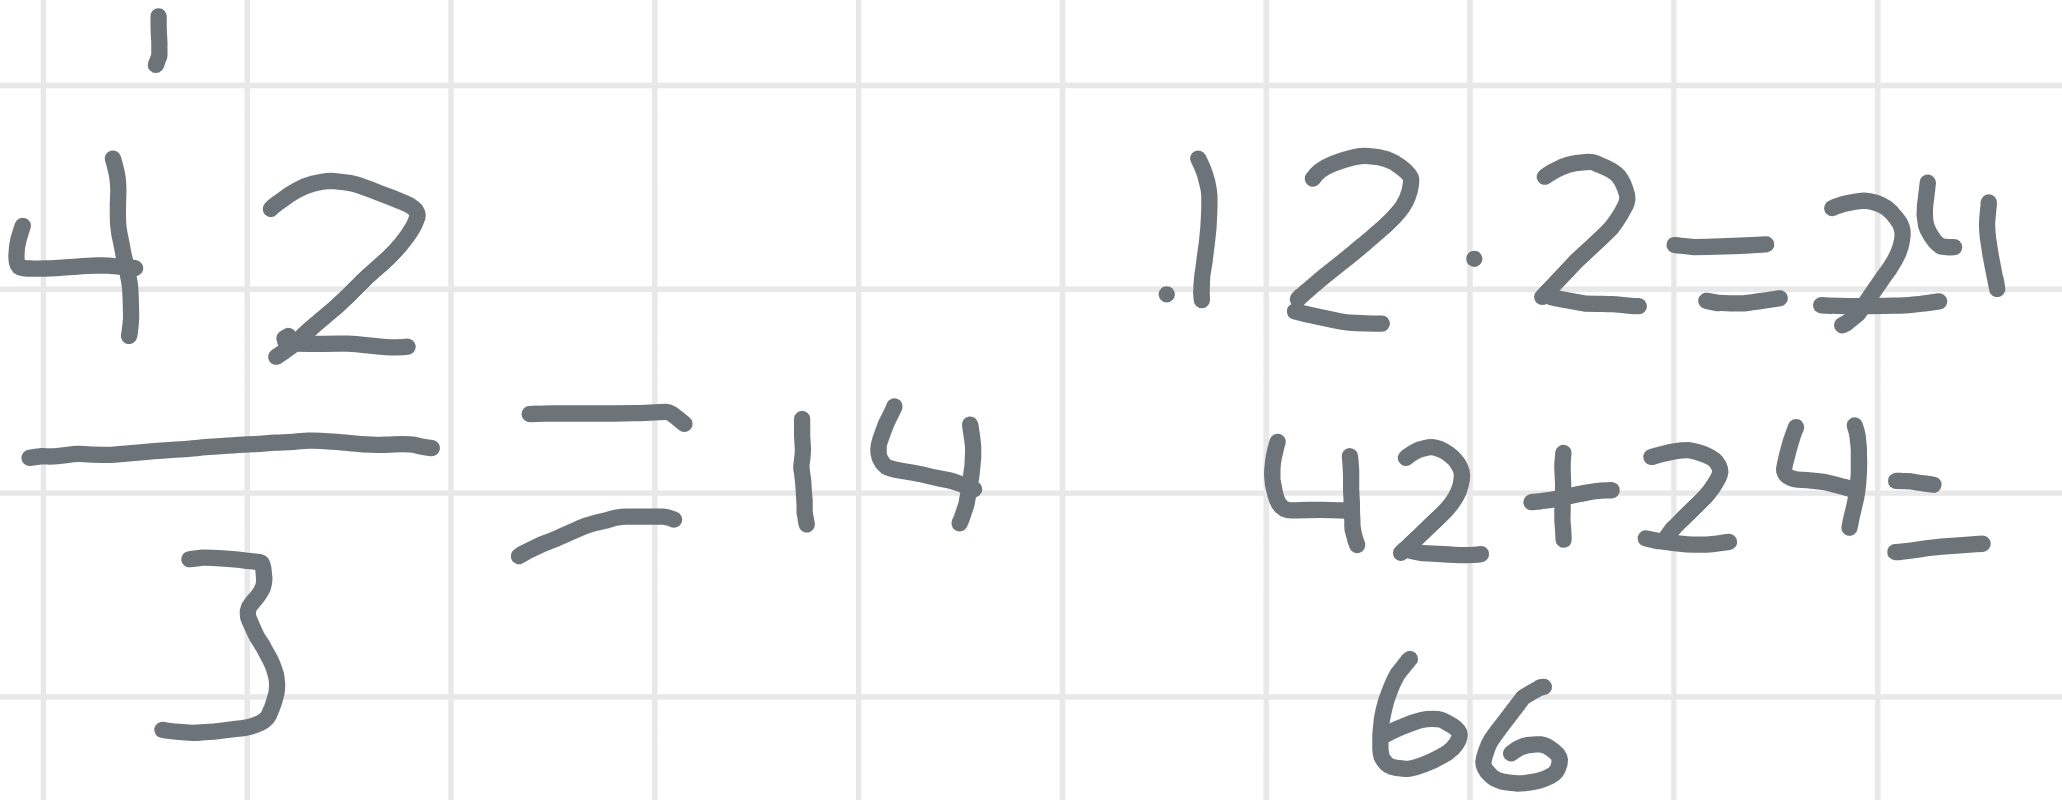 1
42
3
= 14
.12 · 2 = 24
42 + 24 =
66